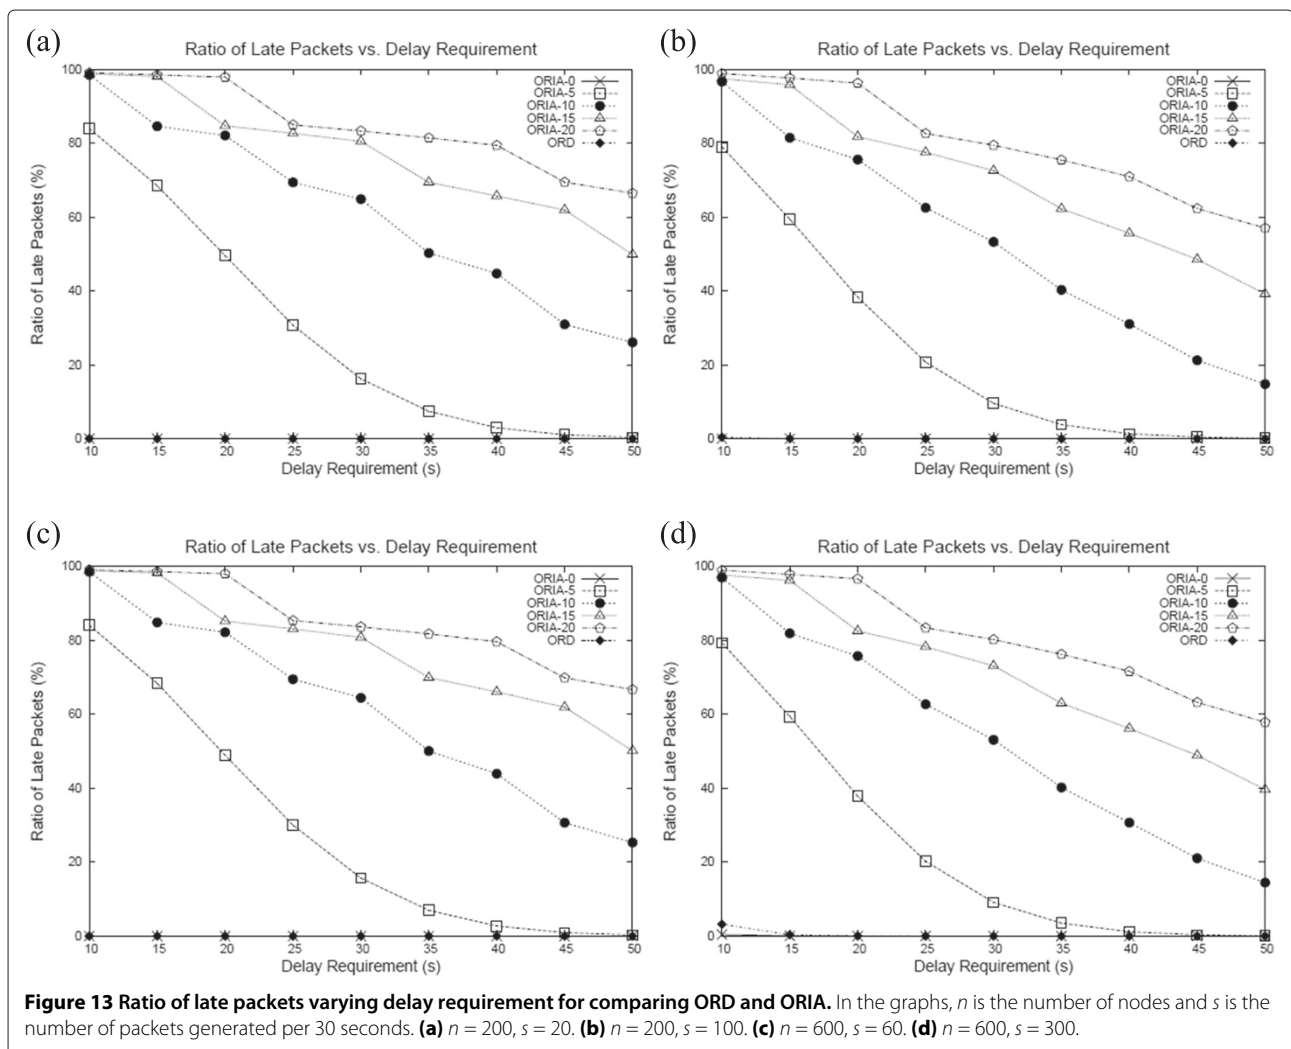 (a)
Ratio of Late Packets vs. Delay Requirement
Ratio of Late Packets (%)
100
80
60
40
20
0
ORIA-0
ORIA-5
ORIA-10
ORIA-15
ORIA-20
ORD
10 15 20 25 30 35 40 45 50
Delay Requirement (s)
(b)
Ratio of Late Packets vs. Delay Requirement
Ratio of Late Packets (%)
100
80
60
40
20
0
ORIA-0
ORIA-5
ORIA-10
ORIA-15
ORIA-20
ORD
10 15 20 25 30 35 40 45 50
Delay Requirement (s)
(c)
Ratio of Late Packets vs. Delay Requirement
Ratio of Late Packets (%)
100
80
60
40
20
0
ORIA-0
ORIA-5
ORIA-10
ORIA-15
ORIA-20
ORD
10 15 20 25 30 35 40 45 50
Delay Requirement (s)
(d)
Ratio of Late Packets vs. Delay Requirement
Ratio of Late Packets (%)
100
80
60
40
20
0
ORIA-0
ORIA-5
ORIA-10
ORIA-15
ORIA-20
ORD
10 15 20 25 30 35 40 45 50
Delay Requirement (s)
Figure 13 Ratio of late packets varying delay requirement for comparing ORD and ORIA. In the graphs, n is the number of nodes and s is the
number of packets generated per 30 seconds. (a) n = 200, s = 20. (b) n = 200, s = 100. (c) n = 600, s = 60. (d) n = 600, s = 300.